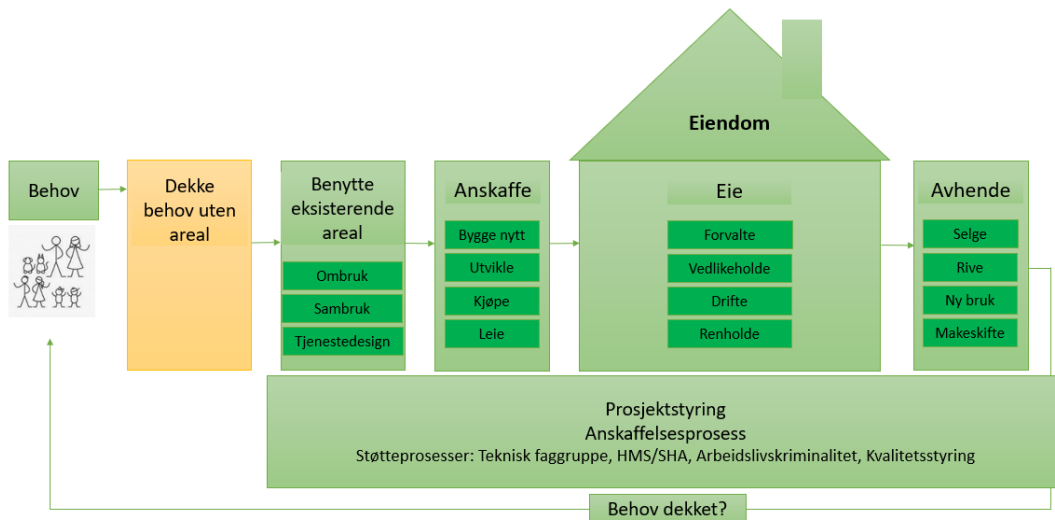 Eiendom
Behov
Dekke
behov uten
areal
Benytte
eksisterende
areal
Ombruk
Sambruk
Tjenestedesign
Anskaffe
Bygge nytt
Utvikle
Kjøpe
Leie
Eie
Forvalte
Vedlikeholde
Drifte
Renholde
Avhende
Selge
Rive
Ny bruk
Makeskifte
Prosjektstyring
Anskaffelsesprosess
Støtteprosesser: Teknisk faggruppe, HMS/SHA, Arbeidslivskriminalitet, Kvalitetsstyring
Behov dekket?